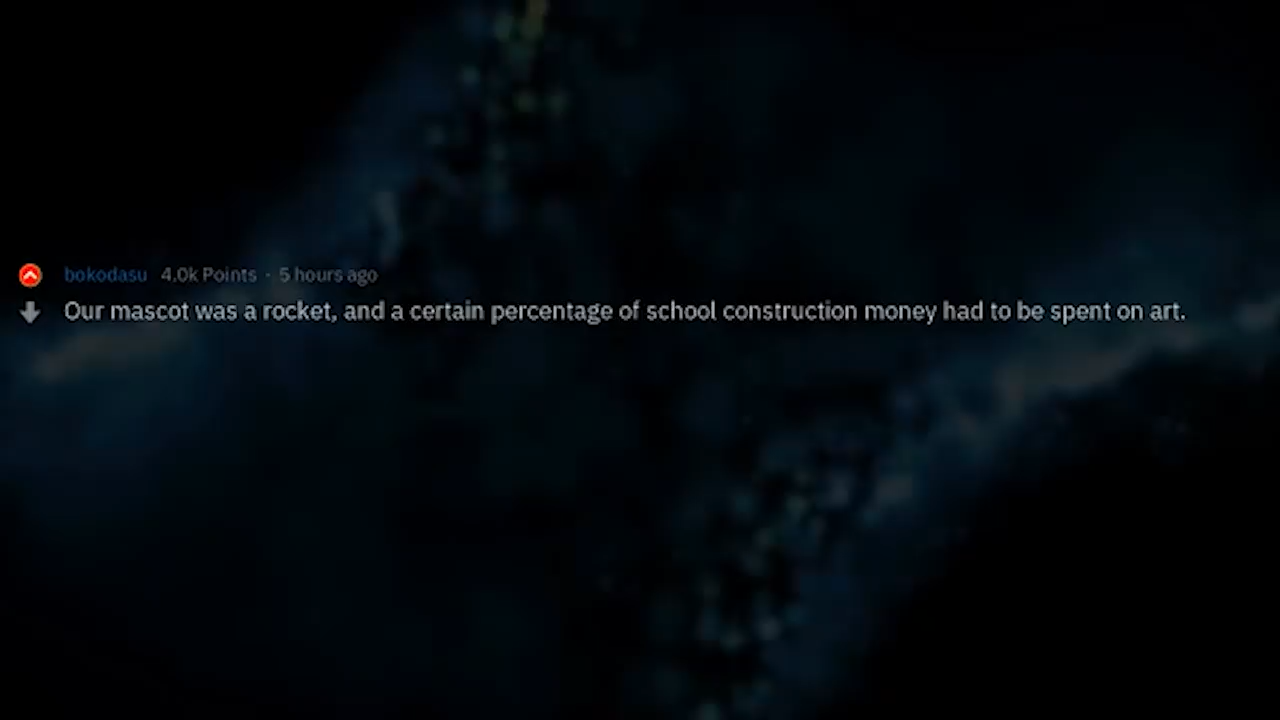 bokodasu 4.0k Points · 5 hours ago
Our mascot was a rocket, and a certain percentage of school construction money had to be spent on art.